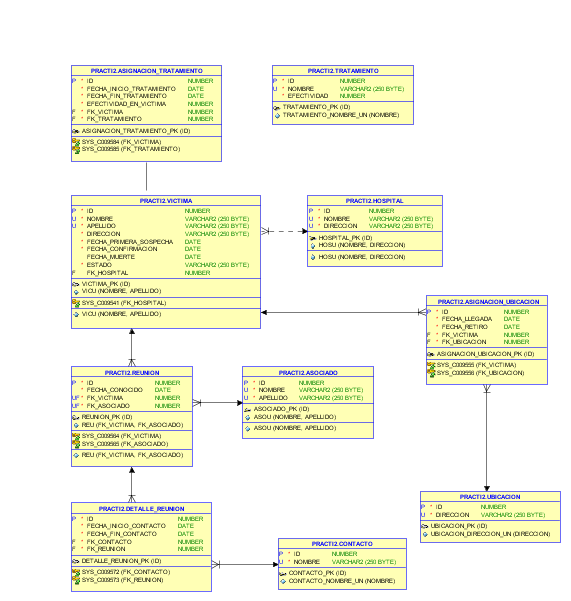 PRACTI2.ASIGNACION_TRATAMIENTO
P * ID NUMBER
* FECHA_INICIO_TRATAMIENTO DATE
* FECHA_FIN_TRATAMIENTO DATE
* EFECTIVIDAD_EN_VICTIMA NUMBER
F * FK_VICTIMA NUMBER
F * FK_TRATAMIENTO NUMBER
ASIGNACION_TRATAMIENTO_PK (ID)
SYS_C009584 (FK_VICTIMA)
SYS_C009585 (FK_TRATAMIENTO)
PRACTI2.TRATAMIENTO
P * ID NUMBER
U * NOMBRE VARCHAR2 (250 BYTE)
* EFECTIVIDAD NUMBER
TRATAMIENTO_PK (ID)
TRATAMIENTO_NOMBRE_UN (NOMBRE)
PRACTI2.VICTIMA
P * ID NUMBER
U * NOMBRE VARCHAR2 (250 BYTE)
U * APELLIDO VARCHAR2 (250 BYTE)
* DIRECCION VARCHAR2 (250 BYTE)
* FECHA_PRIMERA_SOSPECHA DATE
* FECHA_CONFIRMACION DATE
FECHA_MUERTE DATE
* ESTADO VARCHAR2 (250 BYTE)
F FK_HOSPITAL NUMBER
VICTIMA_PK (ID)
VICU (NOMBRE, APELLIDO)
SYS_C009541 (FK_HOSPITAL)
VICU (NOMBRE, APELLIDO)
PRACTI2.HOSPITAL
P * ID NUMBER
U * NOMBRE VARCHAR2 (250 BYTE)
U * DIRECCION VARCHAR2 (250 BYTE)
HOSPITAL_PK (ID)
HOSU (NOMBRE, DIRECCION)
HOSU (NOMBRE, DIRECCION)
PRACTI2.ASIGNACION_UBICACION
P * ID NUMBER
* FECHA_LLEGADA DATE
* FECHA_RETIRO DATE
F * FK_VICTIMA NUMBER
F * FK_UBICACION NUMBER
ASIGNACION_UBICACION_PK (ID)
SYS_C009555 (FK_VICTIMA)
SYS_C009556 (FK_UBICACION)
PRACTI2.REUNION
P * ID NUMBER
* FECHA_CONOCIDO DATE
UF * FK_VICTIMA NUMBER
UF * FK_ASOCIADO NUMBER
REUNION_PK (ID)
REU (FK_VICTIMA, FK_ASOCIADO)
SYS_C009564 (FK_VICTIMA)
SYS_C009565 (FK_ASOCIADO)
REU (FK_VICTIMA, FK_ASOCIADO)
PRACTI2.ASOCIADO
P * ID NUMBER
U * NOMBRE VARCHAR2 (250 BYTE)
U * APELLIDO VARCHAR2 (250 BYTE)
ASOCIADO_PK (ID)
ASOU (NOMBRE, APELLIDO)
ASOU (NOMBRE, APELLIDO)
PRACTI2.UBICACION
P * ID NUMBER
U * DIRECCION VARCHAR2 (250 BYTE)
UBICACION_PK (ID)
UBICACION_DIRECCION_UN (DIRECCION)
PRACTI2.DETALLE_REUNION
P * ID NUMBER
* FECHA_INICIO_CONTACTO DATE
* FECHA_FIN_CONTACTO DATE
F * FK_CONTACTO NUMBER
F * FK_REUNION NUMBER
DETALLE_REUNION_PK (ID)
SYS_C009572 (FK_CONTACTO)
SYS_C009573 (FK_REUNION)
PRACTI2.CONTACTO
P * ID NUMBER
U * NOMBRE VARCHAR2 (250 BYTE)
CONTACTO_PK (ID)
CONTACTO_NOMBRE_UN (NOMBRE)